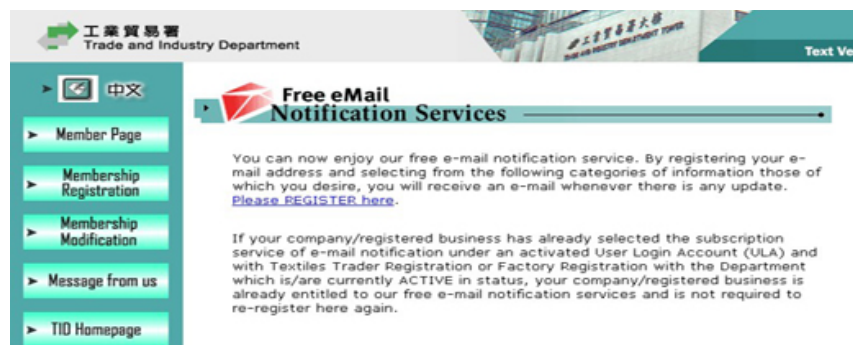 工業貿易署
Trade and Industry Department
Text Ve
中文
Member Page
Membership
Registration
Membership
Modification
Message from us
TID Homepage
Free eMail
Notification Services
You can now enjoy our free e-mail notification service. By registering your e-
mail address and selecting from the following categories of information those of
which you desire, you will receive an e-mail whenever there is any update.
Please REGISTER here.
If your company/registered business has already selected the subscription
service of e-mail notification under an activated User Login Account (ULA) and
with Textiles Trader Registration or Factory Registration with the Department
which is/are currently ACTIVE in status, your company/registered business is
already entitled to our free e-mail notification services and is not required to
re-register here again.